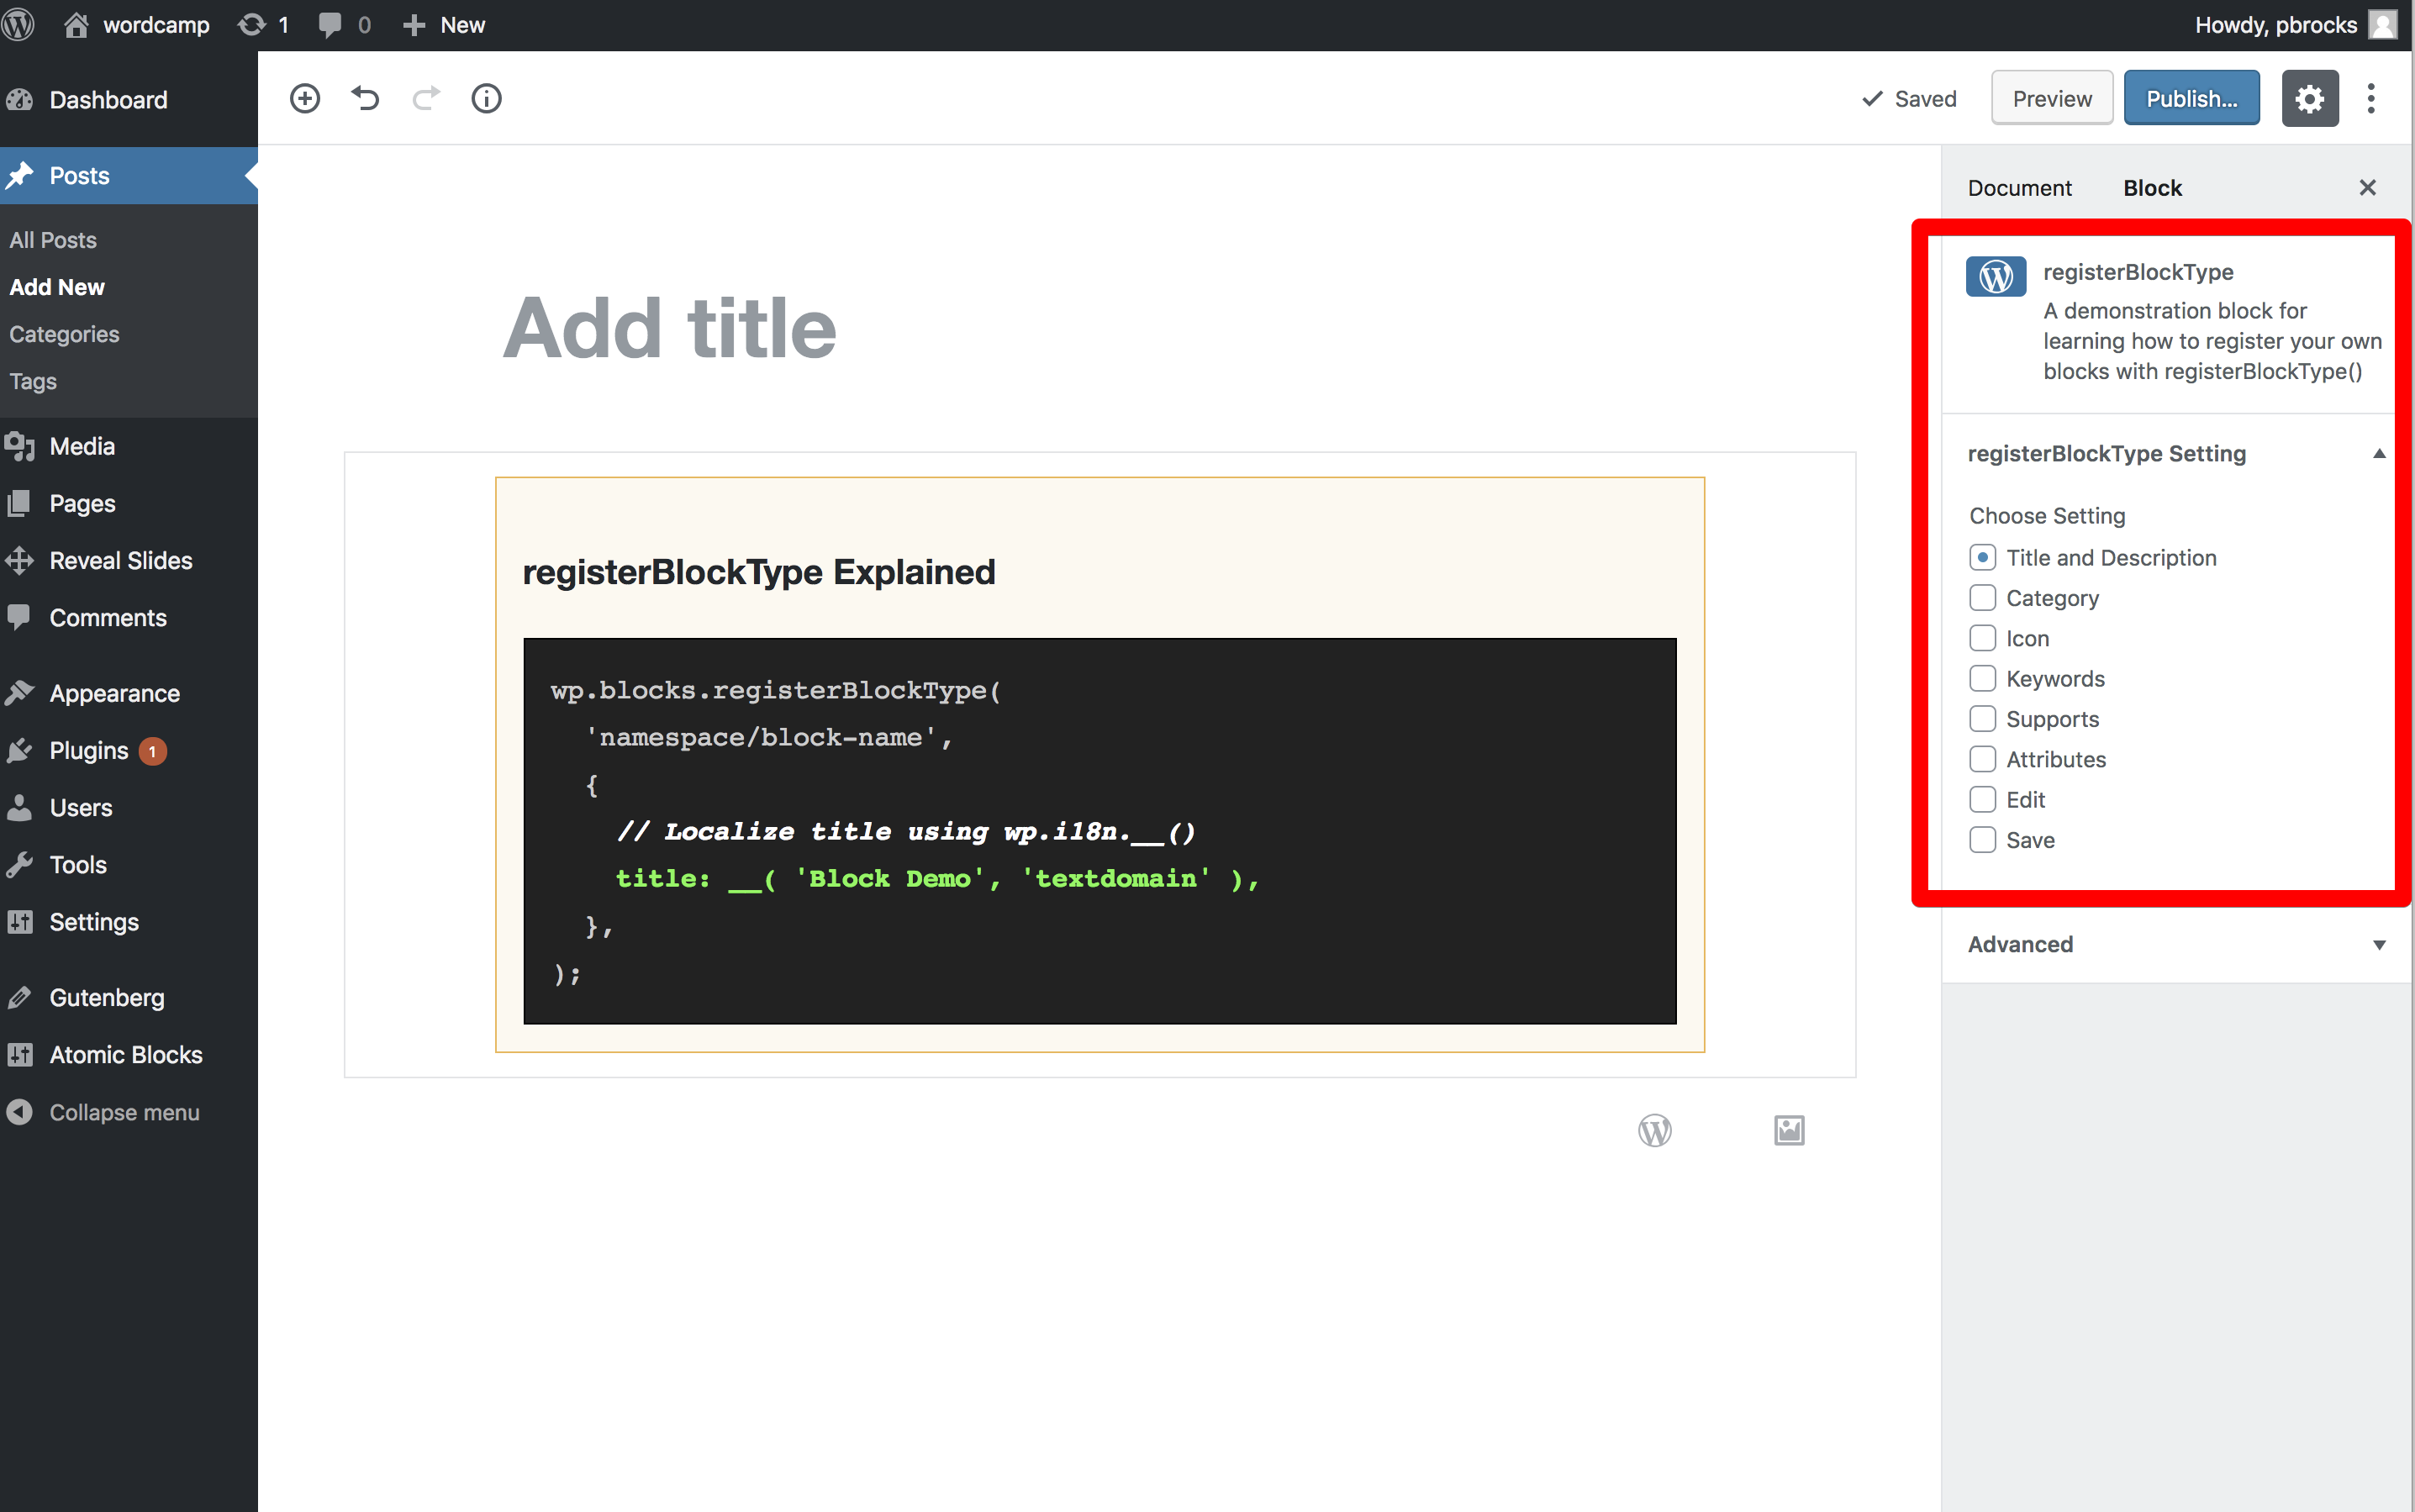 wordcamp 1 0 New Howdy, pbrocks
Dashboard
Posts
All Posts
Add New
Categories
Tags
Media
Pages
Reveal Slides
Comments
Appearance
Plugins 1
Users
Tools
Settings
Gutenberg
Atomic Blocks
Collapse menu
Saved Preview Publish...
Add title
registerBlockType Explained
wp.blocks.registerBlockType(
'namespace/block-name',
{
// Localize title using wp.i18n.__()
title: __( 'Block Demo', 'textdomain' ),
},
);
Document Block
registerBlockType
A demonstration block for
learning how to register your own
blocks with registerBlockType()
registerBlockType Setting
Choose Setting
Title and Description
Category
Icon
Keywords
Supports
Attributes
Edit
Save
Advanced